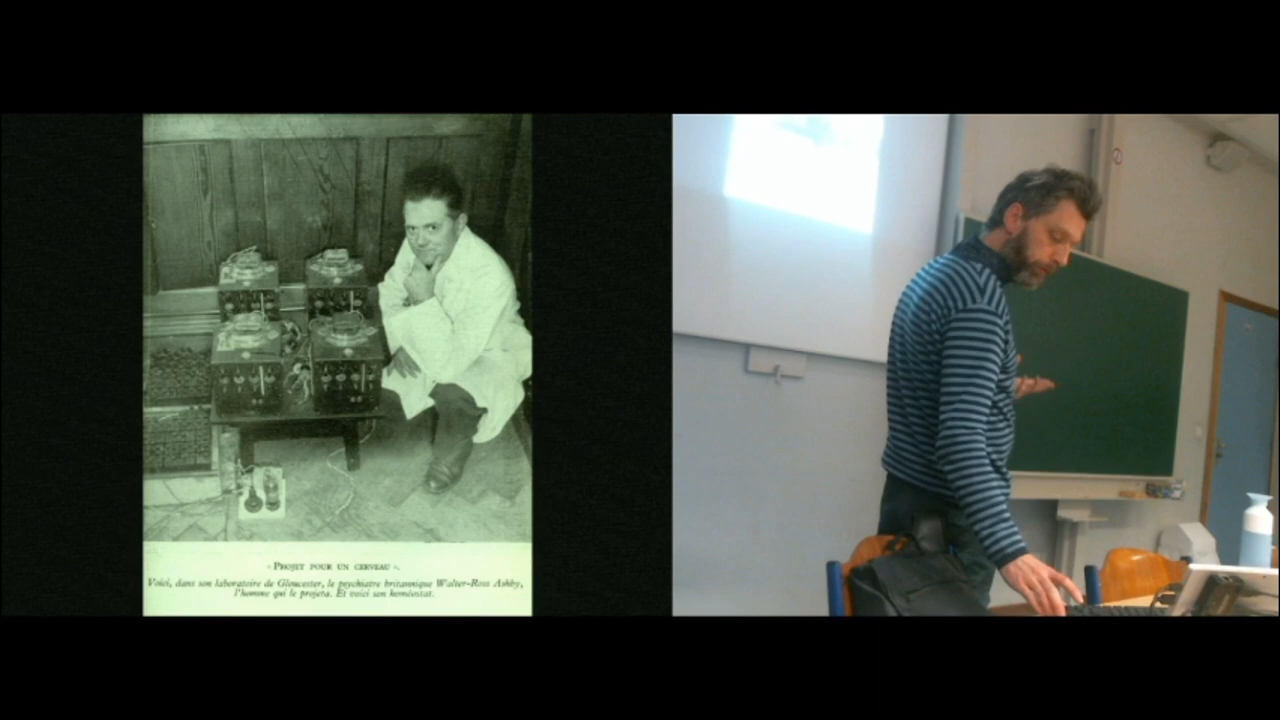 « PROJET POUR UN CERVEAU ».
Voici, dans son laboratoire de Gloucester, le psychiatre britannique Walter-Ross Ashby,
l'homme qui le projeta. Et voici son homéostat.